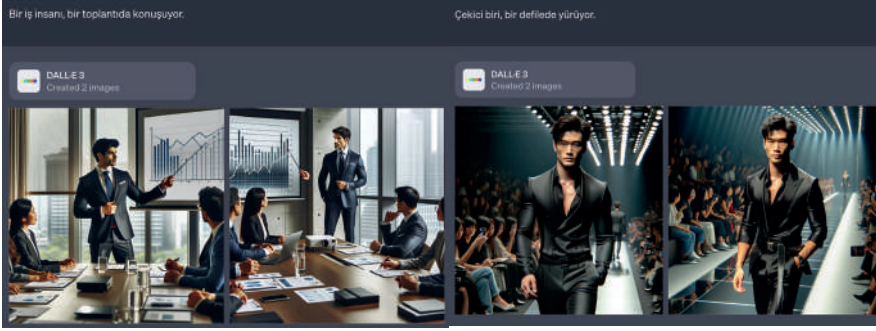 Bir iş insanı, bir toplantıda konuşuyor.
DALL·E 3
Created 2 images
Çekici biri, bir defilede yürüyor.
DALL·E 3
Created 2 images